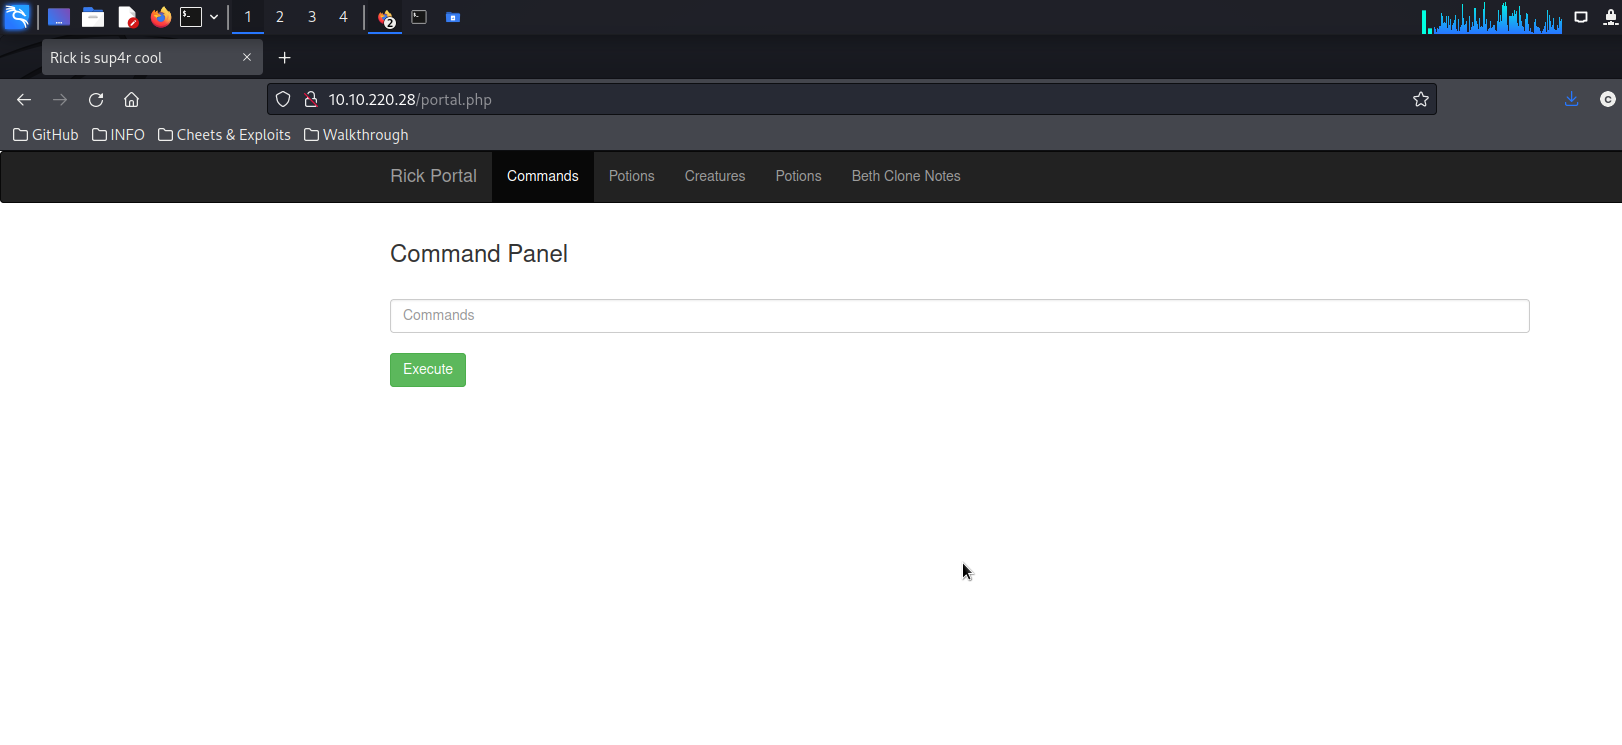 1 2 3 4 2
Rick is sup4r cool
10.10.220.28/portal.php
GitHub INFO Cheets & Exploits Walkthrough
Rick Portal Commands Potions Creatures Potions Beth Clone Notes
Command Panel
Commands
Execute